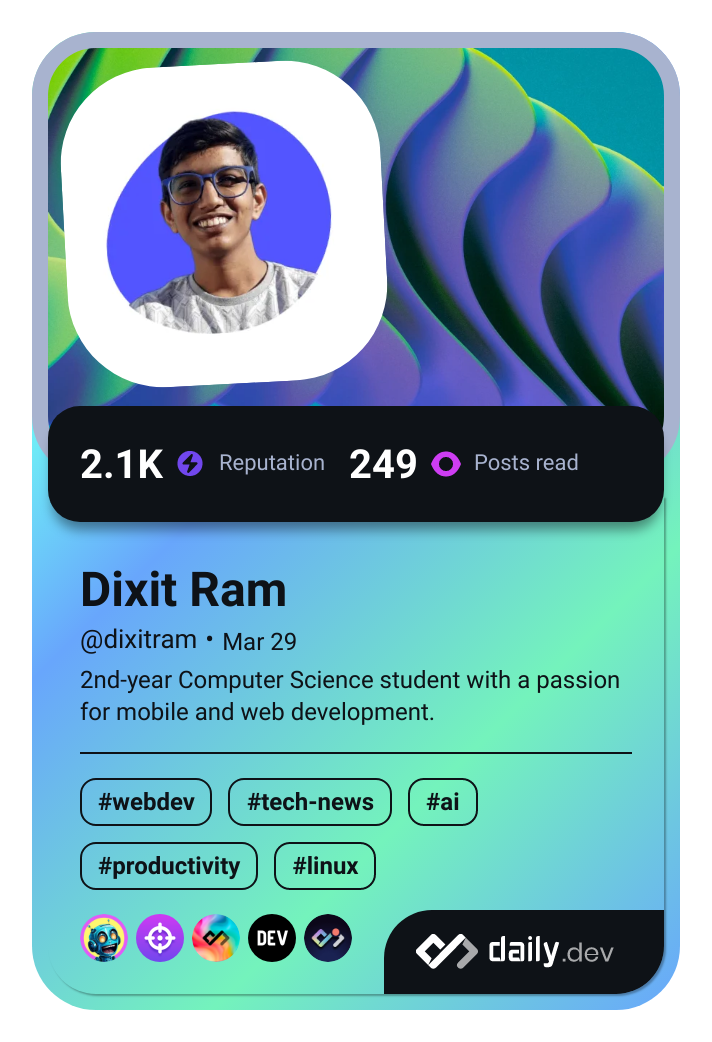 2.1K Reputation 249 Posts read
Dixit Ram
@dixitram • Mar 29
2nd-year Computer Science student with a passion
for mobile and web development.
#webdev #tech-news #ai
#productivity #linux
DEV daily.dev